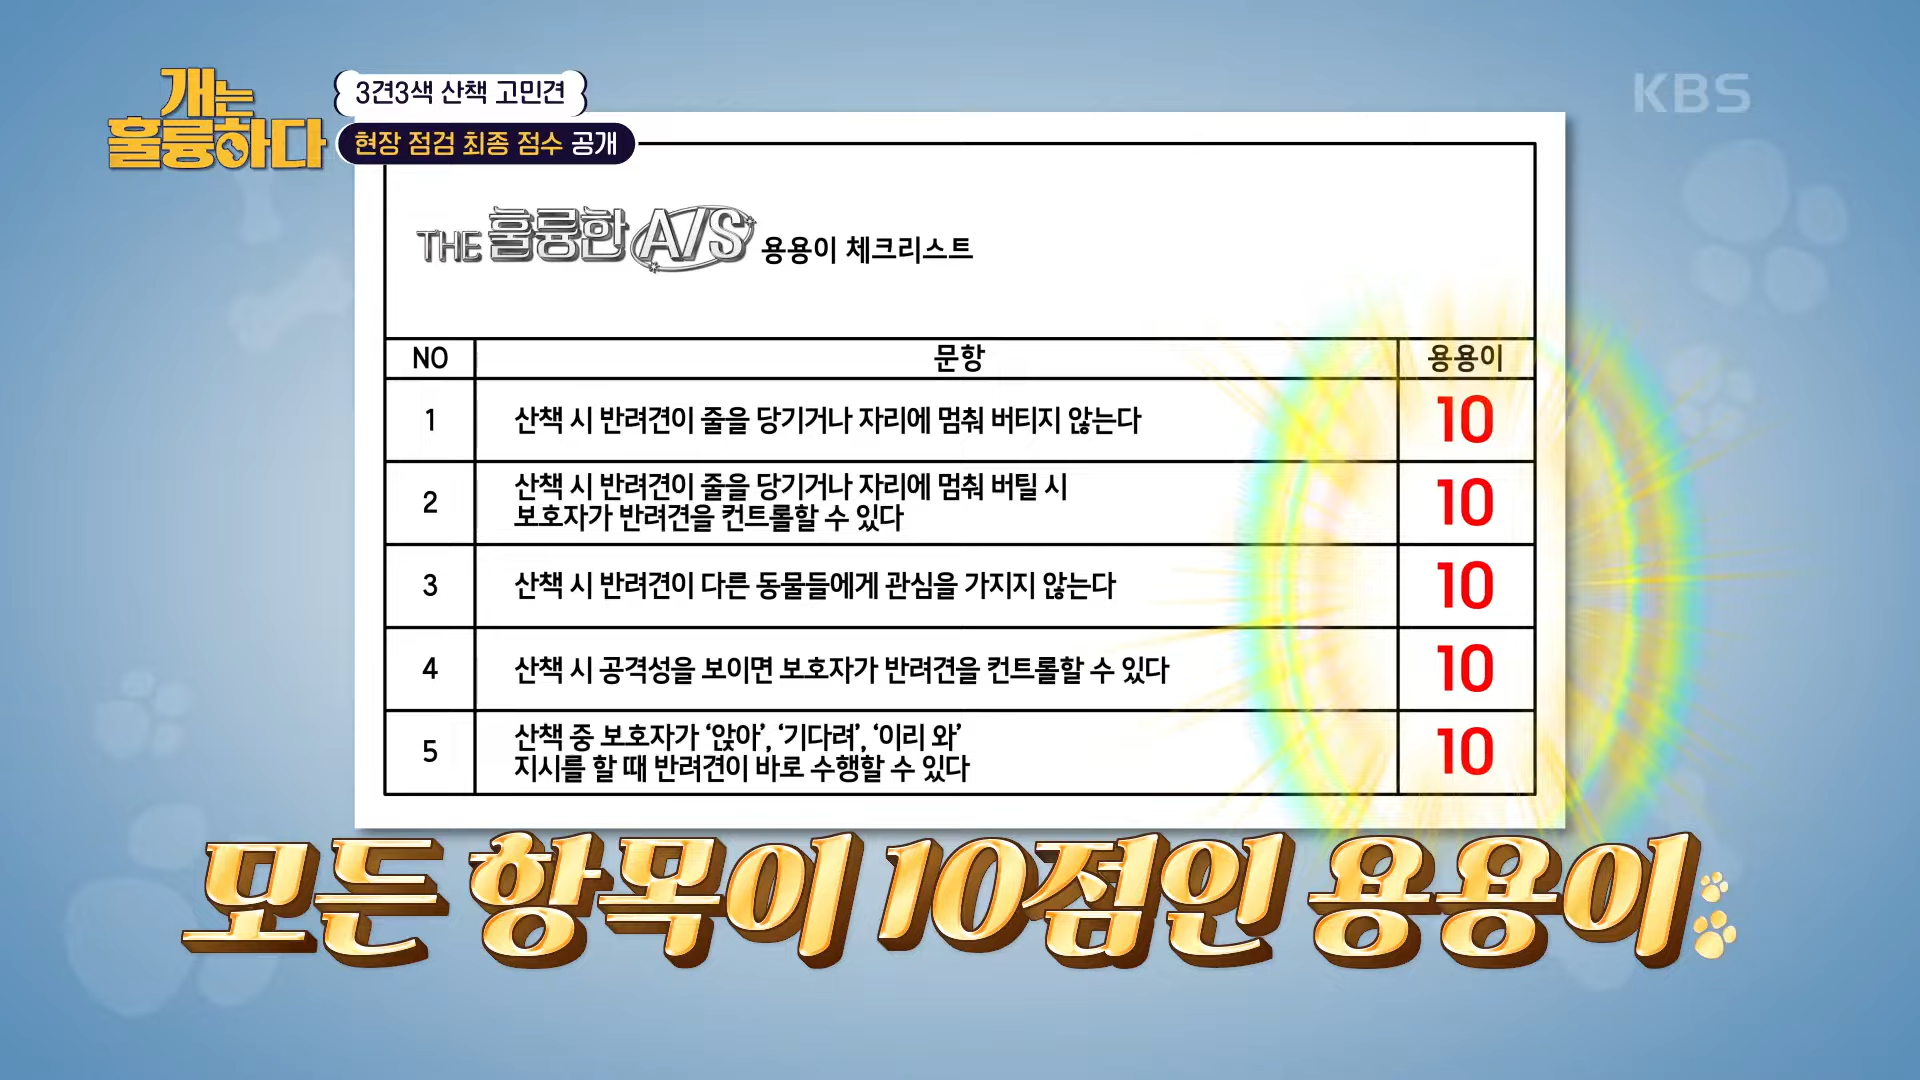 개는
훌륭하다
3견3색 산책 고민견
현장 점검 최종 점수 공개
KBS
THE 훌륭한 A/S 용용이 체크리스트
NO 문항 용용이
1 산책 시 반려견이 줄을 당기거나 자리에 멈춰 버티지 않는다 10
2 산책 시 반려견이 줄을 당기거나 자리에 멈춰 버틸 시
보호자가 반려견을 컨트롤할 수 있다 10
3 산책 시 반려견이 다른 동물들에게 관심을 가지지 않는다 10
4 산책 시 공격성을 보이면 보호자가 반려견을 컨트롤할 수 있다 10
5 산책 중 보호자가 ‘앉아’, ‘기다려’, ‘이리 와’
지시를 할 때 반려견이 바로 수행할 수 있다 10
모든 항목이 10점인 용용이